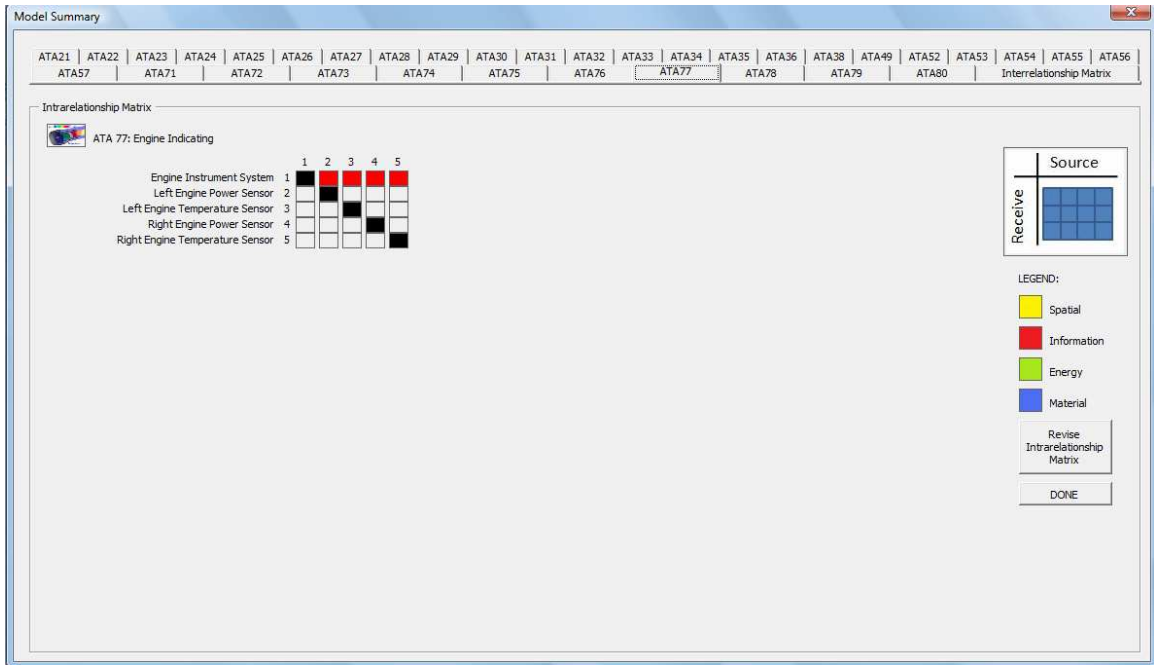 Model Summary
ATA21 ATA22 ATA23 ATA24 ATA25 ATA26 ATA27 ATA28 ATA29 ATA30 ATA31 ATA32 ATA33 ATA34 ATA35 ATA36 ATA38 ATA49 ATA52 ATA53 ATA54 ATA55 ATA56
ATA57 ATA71 ATA72 ATA73 ATA74 ATA75 ATA76 ATA77 ATA78 ATA79 ATA80 Interrelationship Matrix
Intrarelationship Matrix
ATA 77: Engine Indicating
1 2 3 4 5
Engine Instrument System 1
Left Engine Power Sensor 2
Left Engine Temperature Sensor 3
Right Engine Power Sensor 4
Right Engine Temperature Sensor 5
Source
Receive
LEGEND:
Spatial
Information
Energy
Material
Revise
Intrarelationship
Matrix
DONE